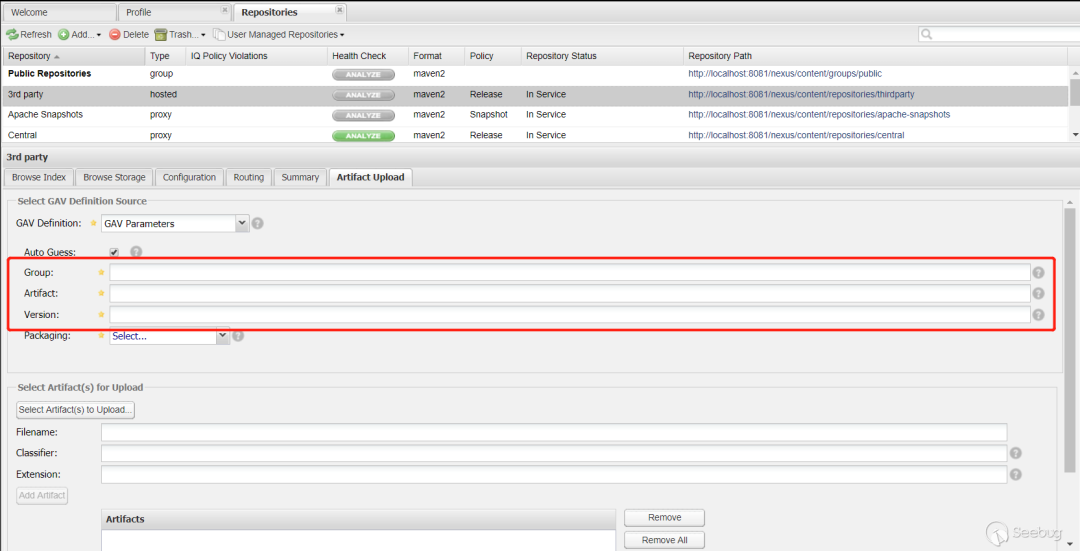 Welcome Profile Repositories
Refresh Add... Delete Trash... User Managed Repositories
Repository Type IQ Policy Violations Health Check Format Policy Repository Status Repository Path
Public Repositories group ANALYZE maven2 http://localhost:8081/nexus/content/groups/public
3rd party hosted ANALYZE maven2 Release In Service http://localhost:8081/nexus/content/repositories/thirdparty
Apache Snapshots proxy ANALYZE maven2 Snapshot In Service http://localhost:8081/nexus/content/repositories/apache-snapshots
Central proxy ANALYZE maven2 Release In Service http://localhost:8081/nexus/content/repositories/central
3rd party
Browse Index Browse Storage Configuration Routing Summary Artifact Upload
Select GAV Definition Source
GAV Definition: GAV Parameters
Auto Guess:
Group:
Artifact:
Version:
Packaging: Select...
Select Artifact(s) for Upload
Select Artifact(s) to Upload...
Filename:
Classifier:
Extension:
Add Artifact
Artifacts Remove
Remove All
Seebug